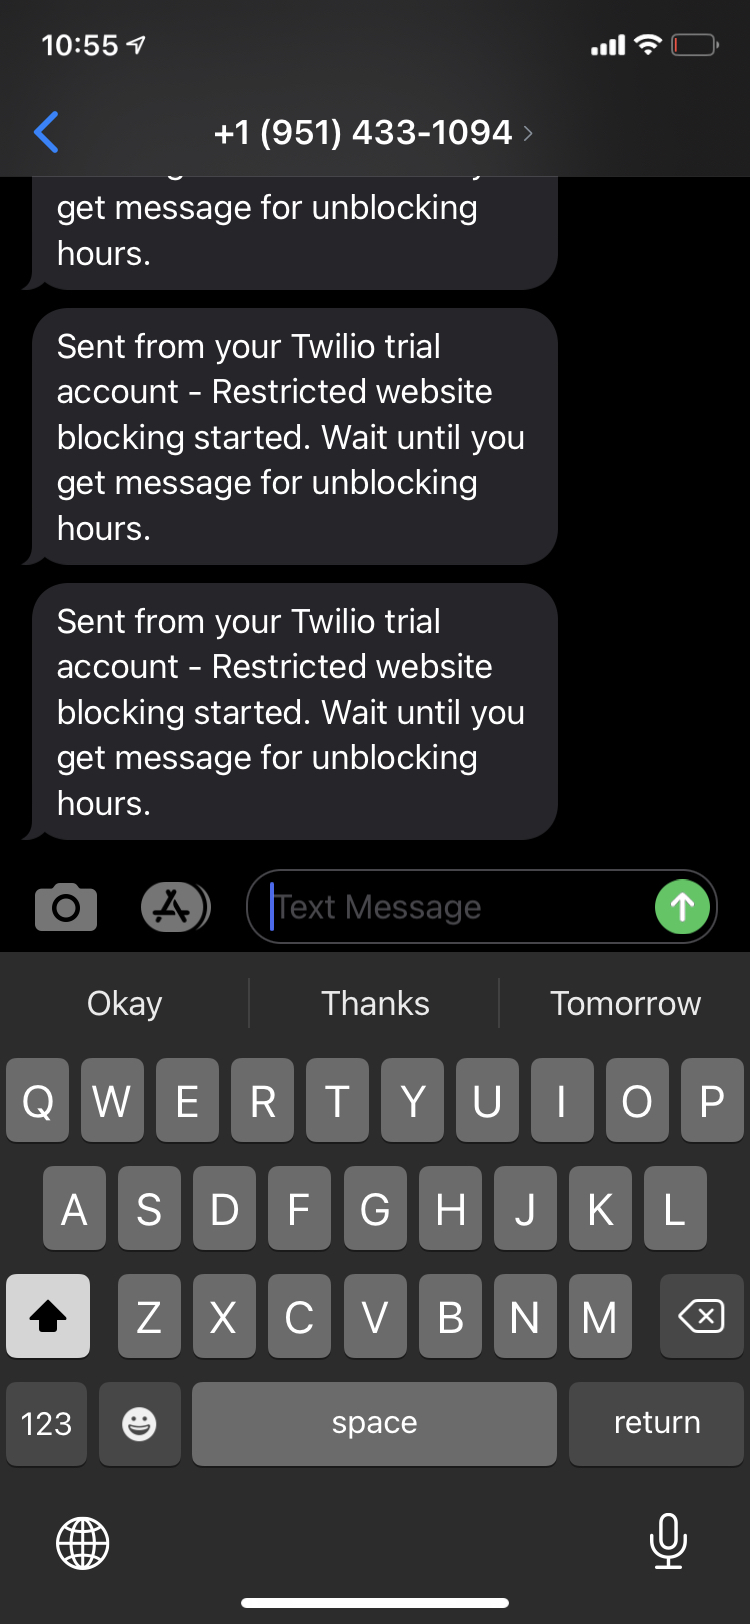 10:55
+1 (951) 433-1094
get message for unblocking
hours.
Sent from your Twilio trial
account - Restricted website
blocking started. Wait until you
get message for unblocking
hours.
Sent from your Twilio trial
account - Restricted website
blocking started. Wait until you
get message for unblocking
hours.
Text Message
Okay Thanks Tomorrow
Q W E R T Y U I O P
A S D F G H J K L
Z X C V B N M
123 space return